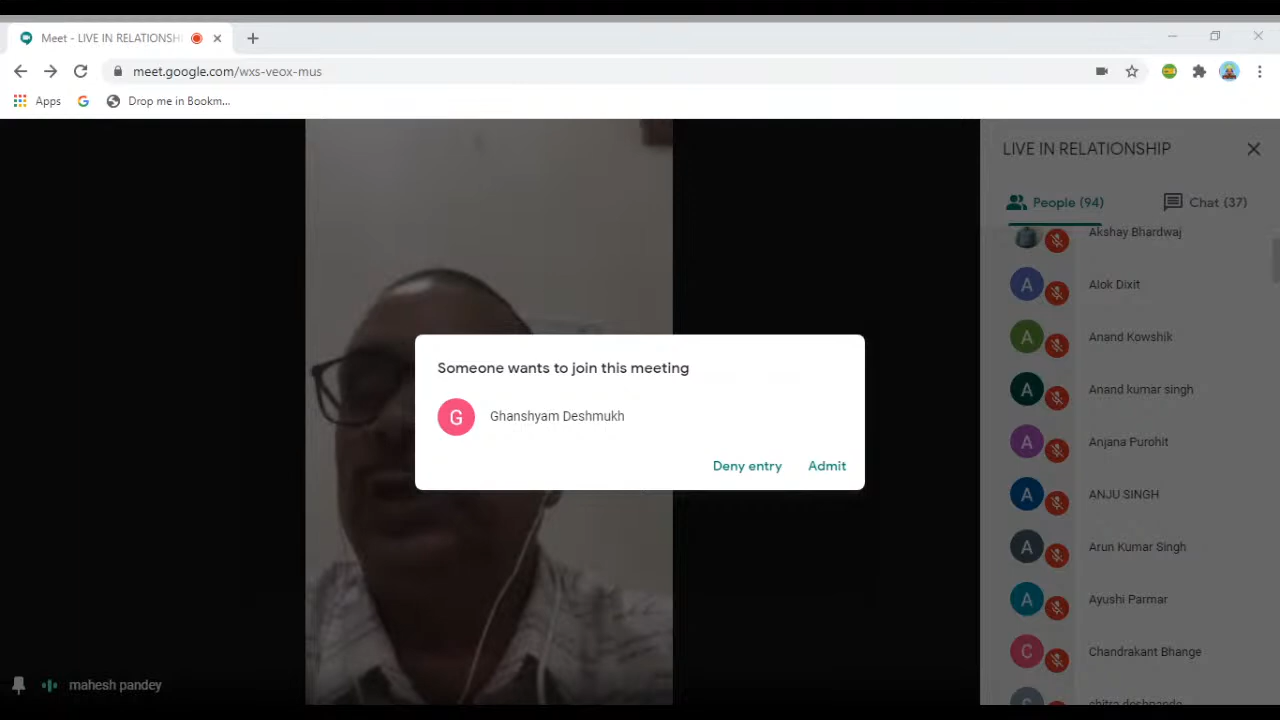 Meet - LIVE IN RELATIONSH
meet.google.com/wxs-veox-mus
Apps
Drop me in Bookm...
LIVE IN RELATIONSHIP
People (94)
Chat (37)
Akshay Bhardwaj
A
Alok Dixit
A
Anand Kowshik
A
Anand kumar singh
A
Anjana Purohit
A
ANJU SINGH
A
Arun Kumar Singh
A
Ayushi Parmar
C
Chandrakant Bhange
chitra deshpande
Someone wants to join this meeting
G
Ghanshyam Deshmukh
Deny entry
Admit
mahesh pandey